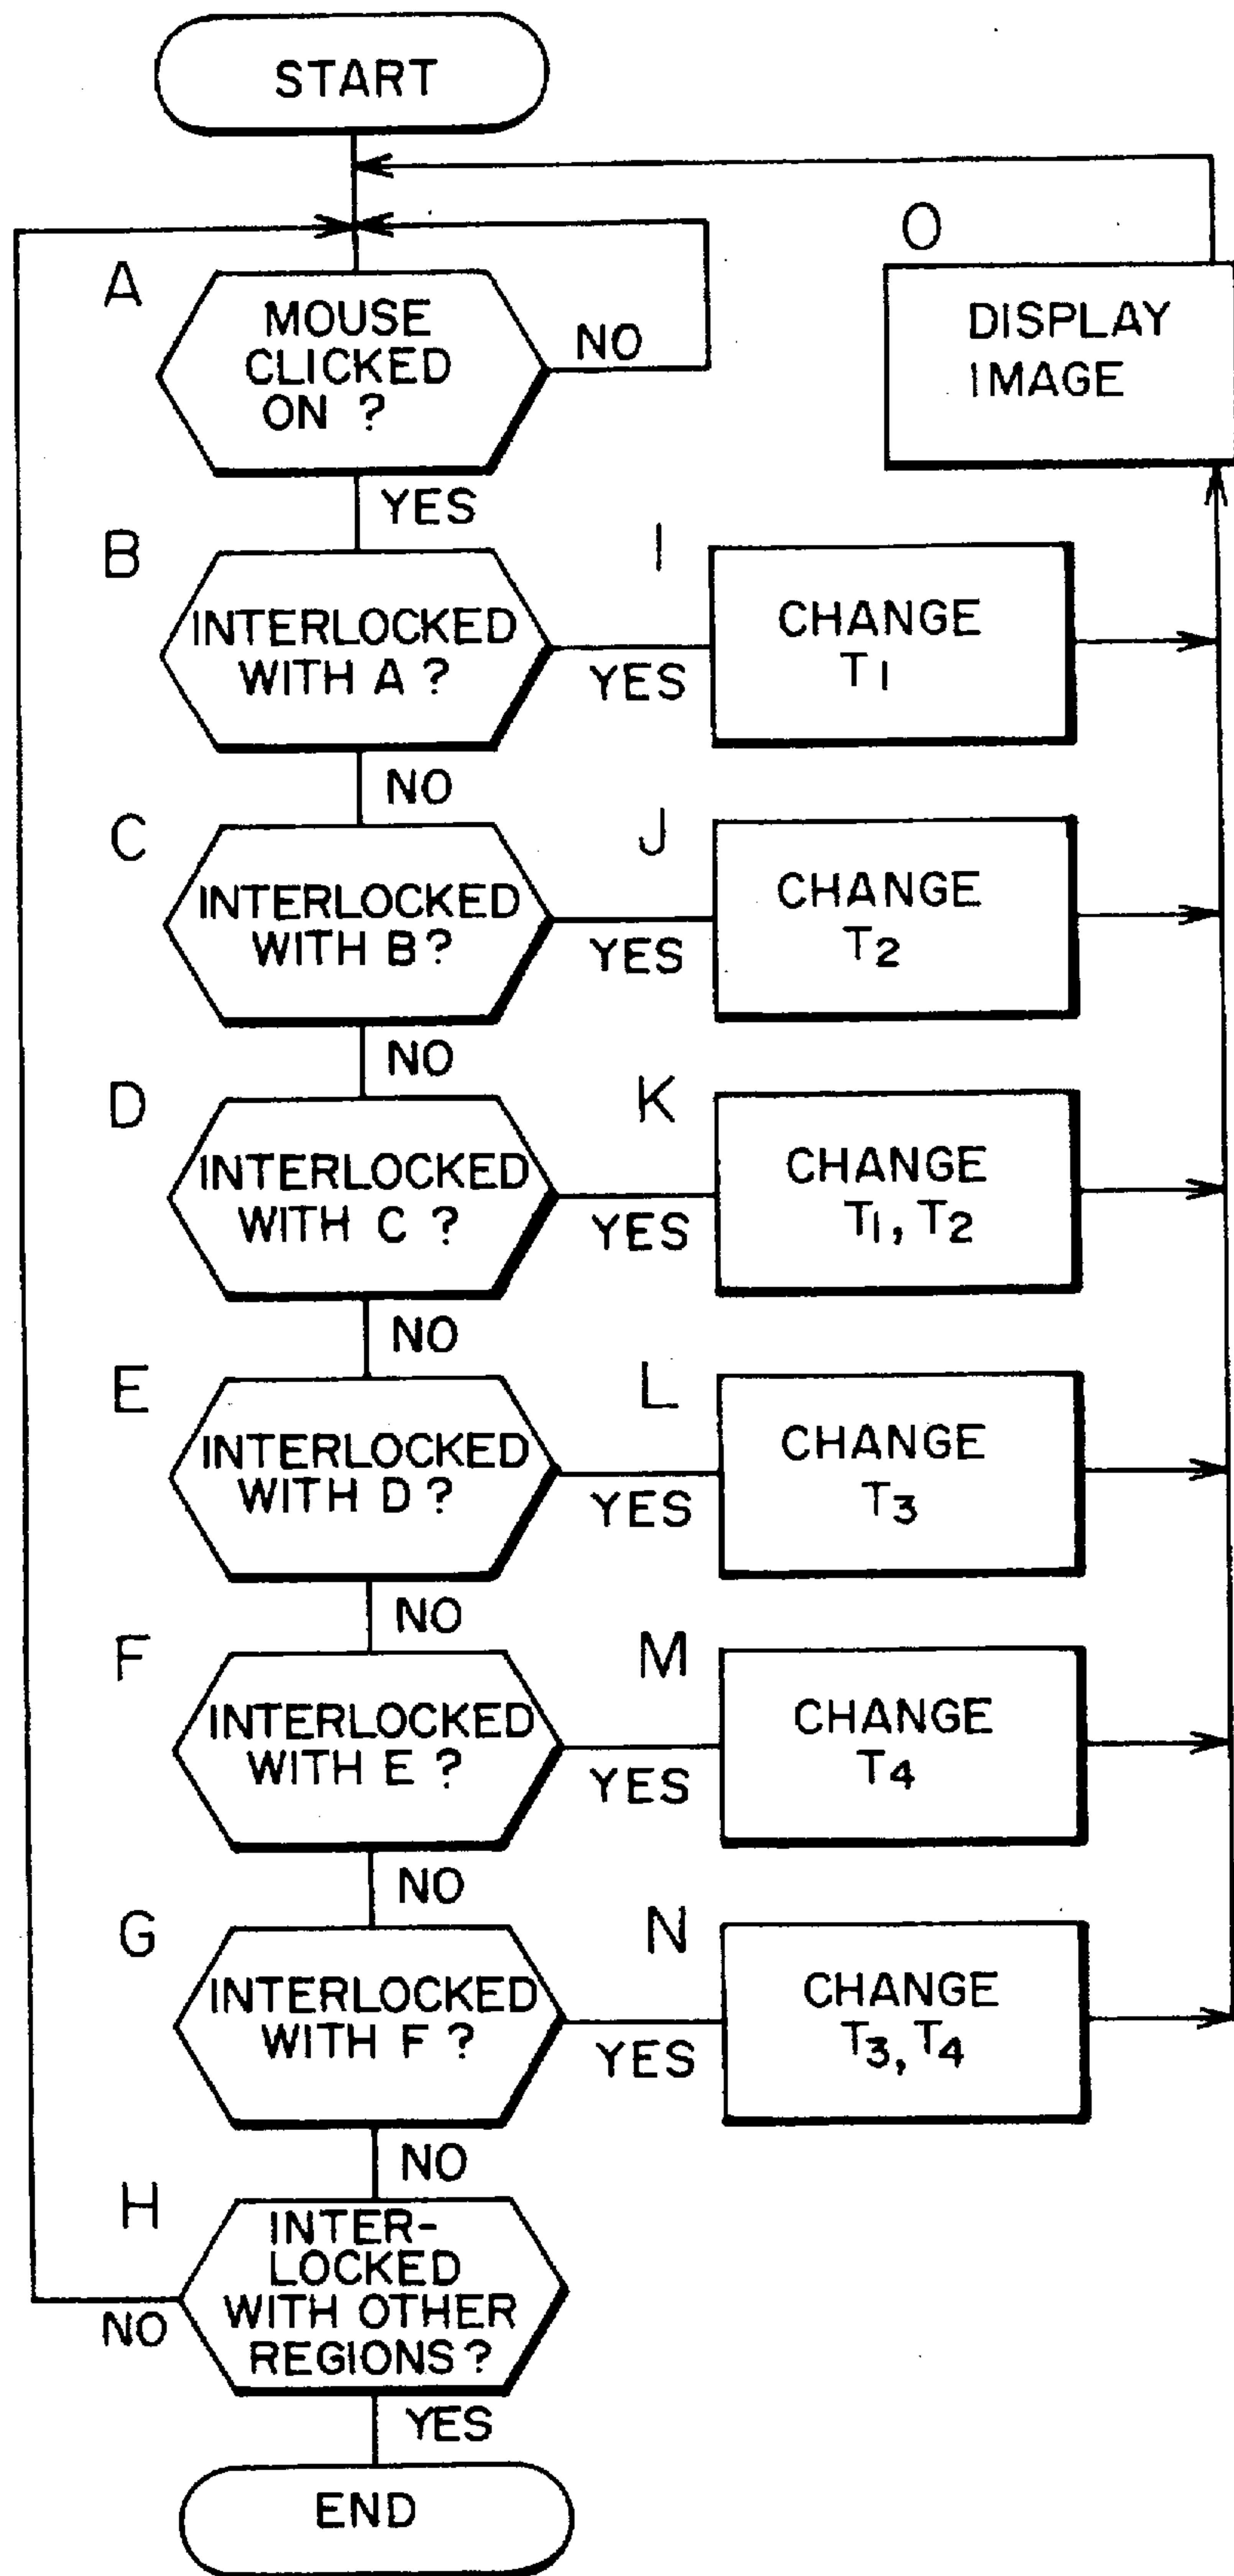 START
O
A
MOUSE
CLICKED
ON ?
NO
DISPLAY
IMAGE
YES
B
INTERLOCKED
WITH A ?
YES
I
CHANGE
T1
NO
C
INTERLOCKED
WITH B ?
YES
J
CHANGE
T2
NO
D
INTERLOCKED
WITH C ?
YES
K
CHANGE
T1, T2
NO
E
INTERLOCKED
WITH D ?
YES
L
CHANGE
T3
NO
F
INTERLOCKED
WITH E ?
YES
M
CHANGE
T4
NO
G
INTERLOCKED
WITH F ?
YES
N
CHANGE
T3, T4
NO
H
INTER-
LOCKED
WITH OTHER
REGIONS ?
NO
YES
END